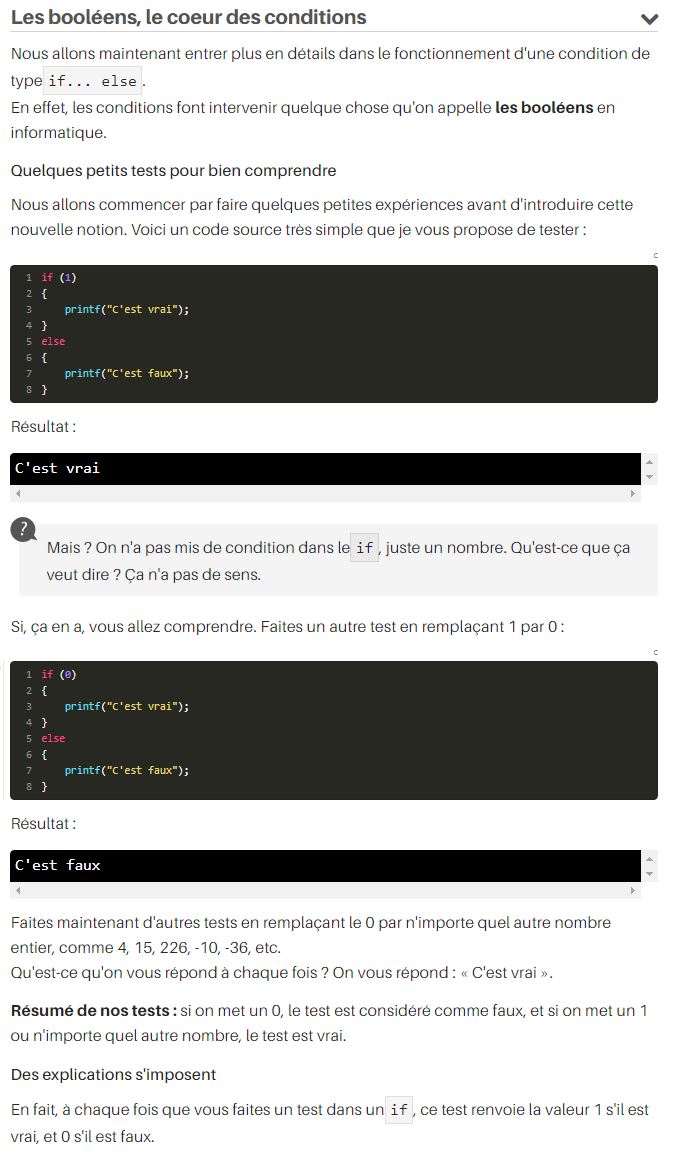 Les booléens, le coeur des conditions
Nous allons maintenant entrer plus en détails dans le fonctionnement d'une condition de
type if... else .
En effet, les conditions font intervenir quelque chose qu'on appelle les booléens en
informatique.
Quelques petits tests pour bien comprendre
Nous allons commencer par faire quelques petites expériences avant d'introduire cette
nouvelle notion. Voici un code source très simple que je vous propose de tester :
c
1 if (1)
2 {
3     printf("C'est vrai");
4 }
5 else
6 {
7     printf("C'est faux");
8 }
Résultat :
C'est vrai
?
Mais ? On n'a pas mis de condition dans le if , juste un nombre. Qu'est-ce que ça
veut dire ? Ça n'a pas de sens.
Si, ça en a, vous allez comprendre. Faites un autre test en remplaçant 1 par 0 :
c
1 if (0)
2 {
3     printf("C'est vrai");
4 }
5 else
6 {
7     printf("C'est faux");
8 }
Résultat :
C'est faux
Faites maintenant d'autres tests en remplaçant le 0 par n'importe quel autre nombre
entier, comme 4, 15, 226, -10, -36, etc.
Qu'est-ce qu'on vous répond à chaque fois ? On vous répond : « C'est vrai ».
Résumé de nos tests : si on met un 0, le test est considéré comme faux, et si on met un 1
ou n'importe quel autre nombre, le test est vrai.
Des explications s'imposent
En fait, à chaque fois que vous faites un test dans un if , ce test renvoie la valeur 1 s'il est
vrai, et 0 s'il est faux.